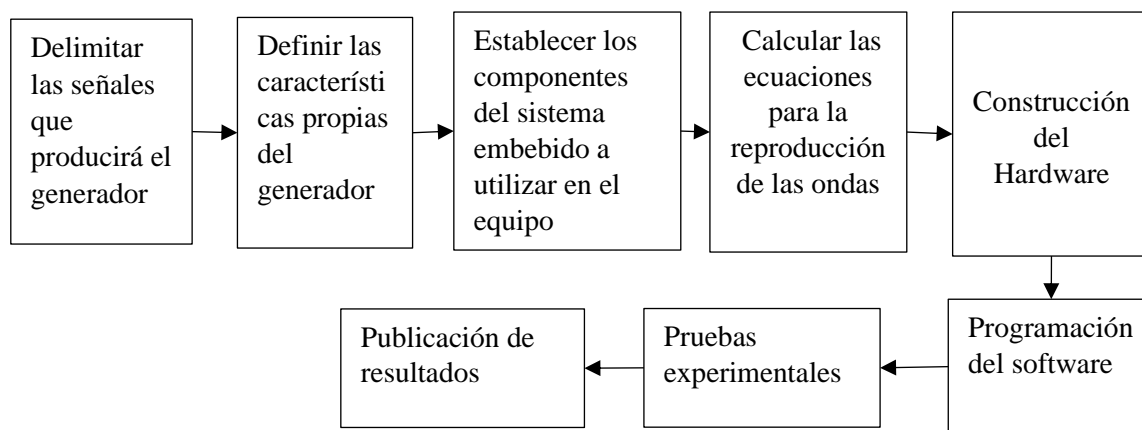 Delimitar
las señales
que
producirá el
generador
Definir las
característi
cas propias
del
generador
Establecer los
componentes
del sistema
embebido a
utilizar en el
equipo
Calcular las
ecuaciones
para la
reproducción
de las ondas
Construcción
del
Hardware
Programación
del software
Pruebas
experimentales
Publicación de
resultados